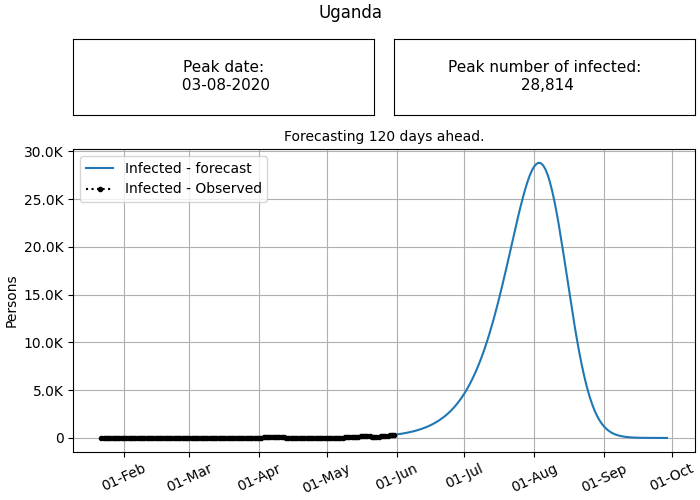 Uganda
Peak date:
03-08-2020
Peak number of infected:
28,814
Forecasting 120 days ahead.
Infected - forecast
Infected - Observed
Persons
30.0K
25.0K
20.0K
15.0K
10.0K
5.0K
0
01-Feb
01-Mar
01-Apr
01-May
01-Jun
01-Jul
01-Aug
01-Sep
01-Oct